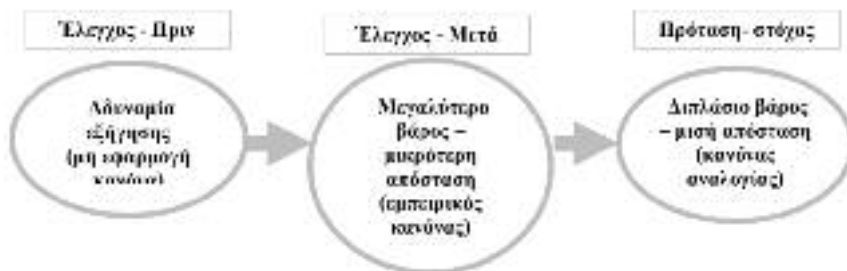 Έλεγχος - Πριν
Έλεγχος - Μετά
Πρόταση- στόχος
Αδυναμία
εξήγησης
(μη εφαρμογή
κανόνα)
Μεγαλύτερο
βάρος –
μικρότερη
απόσταση
(εμπειρικός
κανόνας)
Διπλάσιο βάρος
– μισή απόσταση
(κανόνας
αναλογίας)